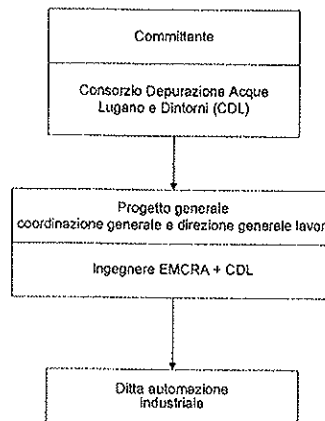 Committente
Consorzio Depurazione Acque
Lugano e Dintorni (CDL)
Progetto generale
coordinazione generale e direzione generale lavori
Ingegnere EMCRA + CDL
Ditta automazione
industriale